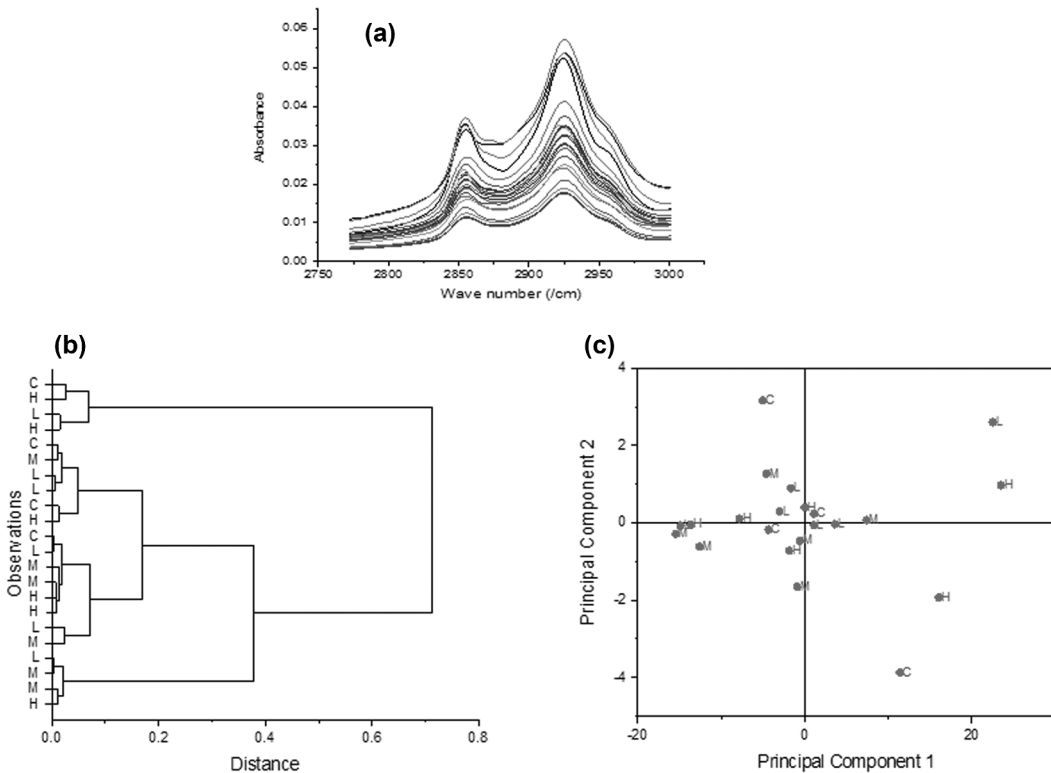 (a)
0.06
0.05
0.04
0.03
0.02
0.01
0.00
Absorbance
2750 2800 2850 2900 2950 3000
Wave number (/cm)
(b)
C
H
L
H
C
M
L
L
C
H
C
L
M
M
H
H
L
M
L
M
M
H
Observations
0.0 0.2 0.4 0.6 0.8
Distance
(c)
4
2
0
-2
-4
Principal Component 2
C
L
M
L
H
L
H
C
H
L
L
M
H
M
C
M
M
H
M
H
C
-20 0 20
Principal Component 1